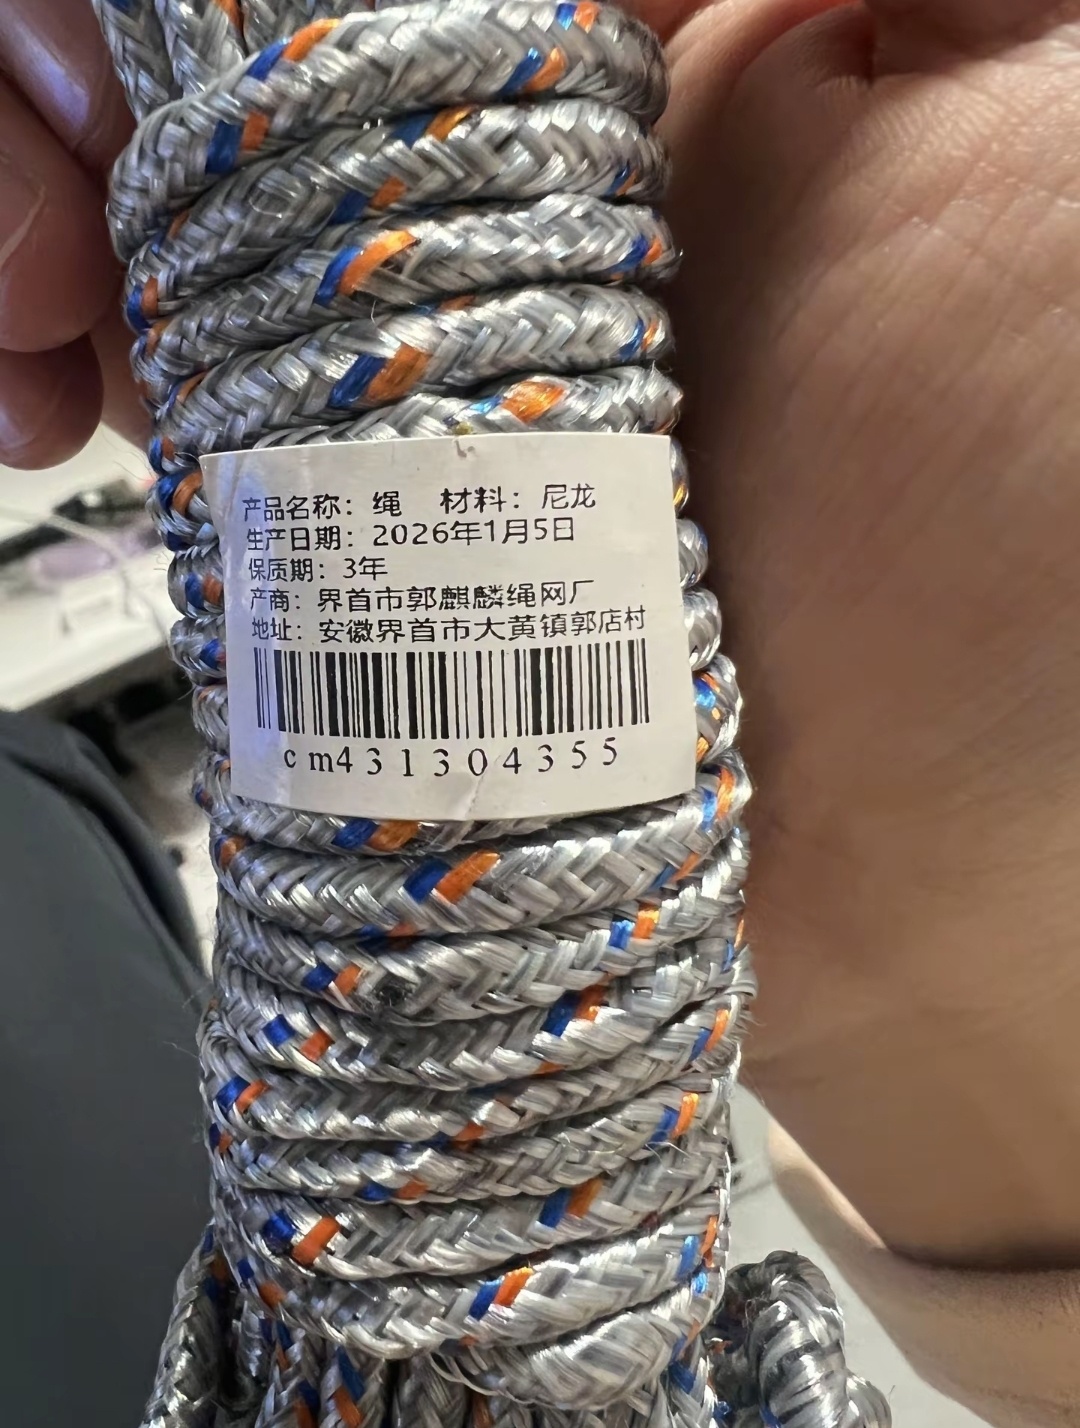 产品名称：绳 材料：尼龙
生产日期：2026年1月5日
保质期：3年
产商：界首市郭麒麟绳网厂
地址：安徽界首市大黄镇郭店村
cm431304355